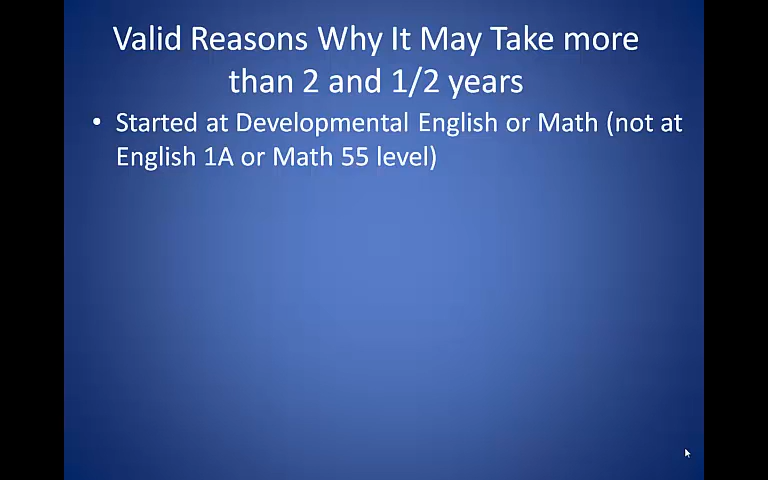 Valid Reasons Why It May Take more
than 2 and 1/2 years
• Started at Developmental English or Math (not at
English 1A or Math 55 level)